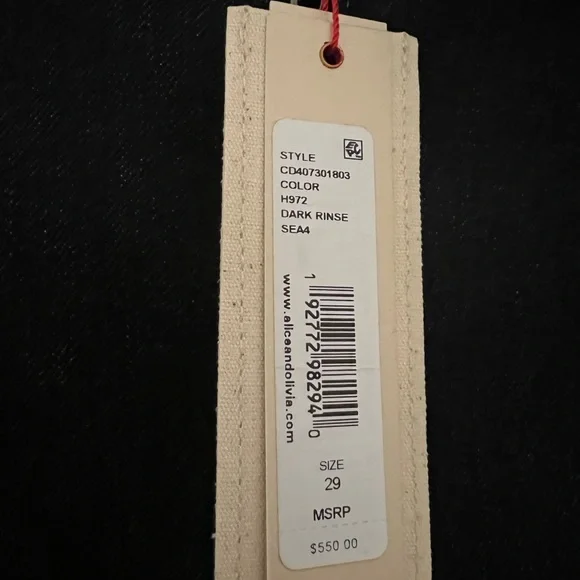 STYLE
CD407301803
COLOR
H972
DARK RINSE
SEA4
www.aliceandolivia.com
1 92772 98294 0
SIZE
29
MSRP
$550 00